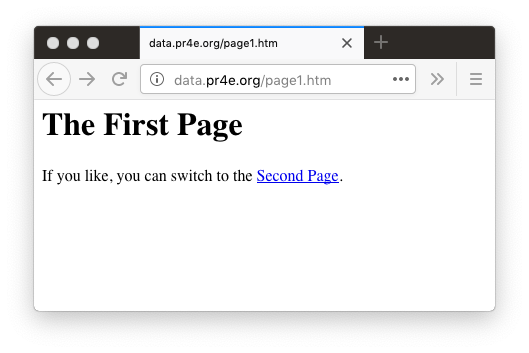 data.pr4e.org/page1.htm
data.pr4e.org/page1.htm
The First Page
If you like, you can switch to the Second Page.